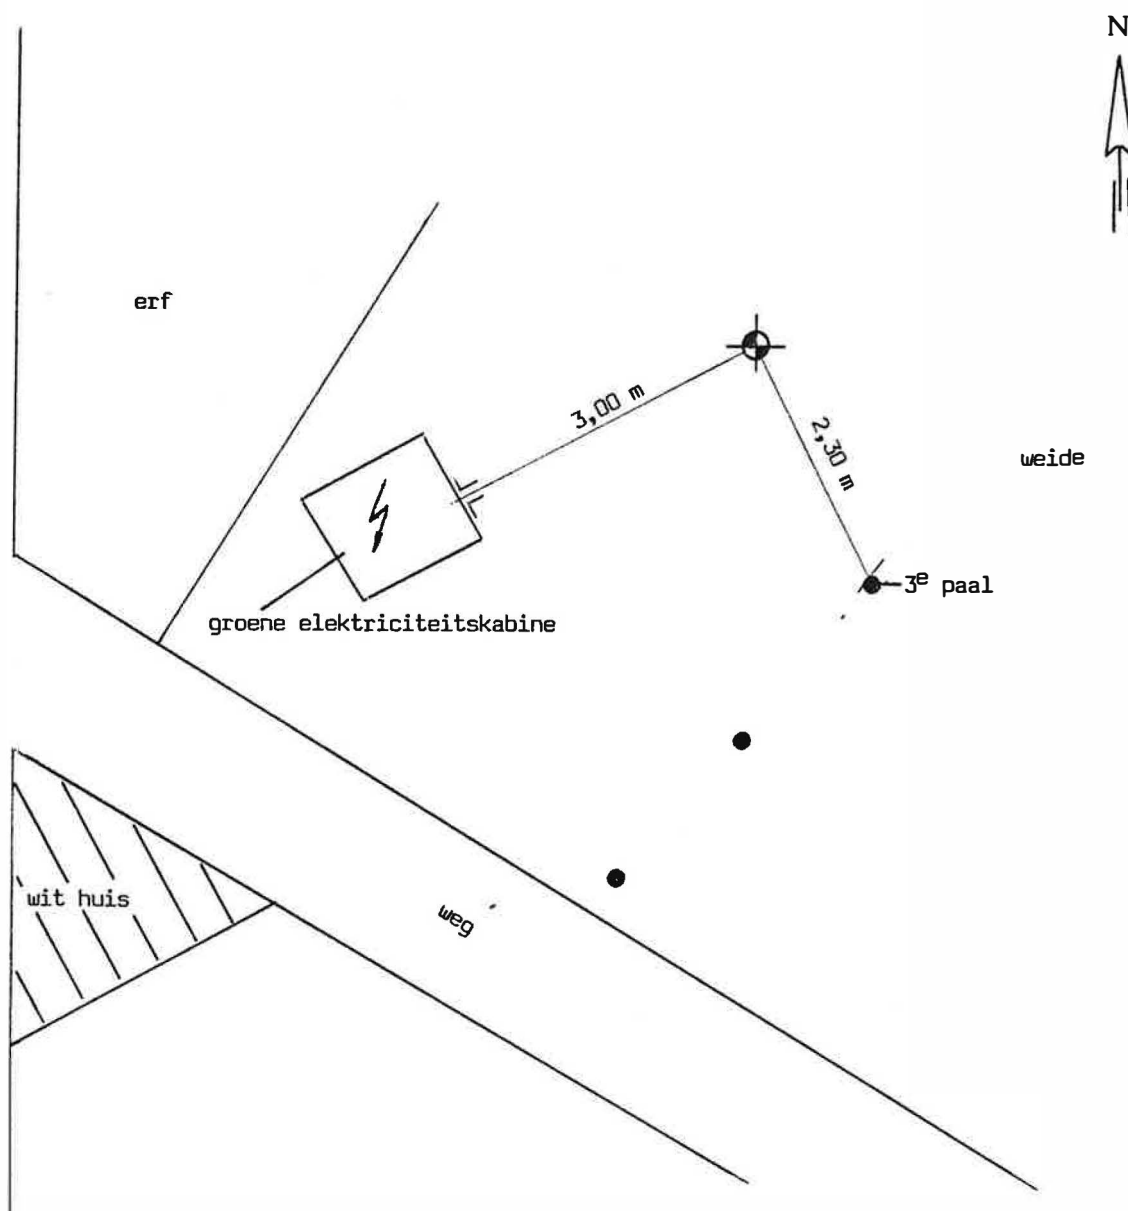 N
erf
3,00 m
2,30 m
weide
3e paal
groene elektriciteitskabine
wit huis
weg